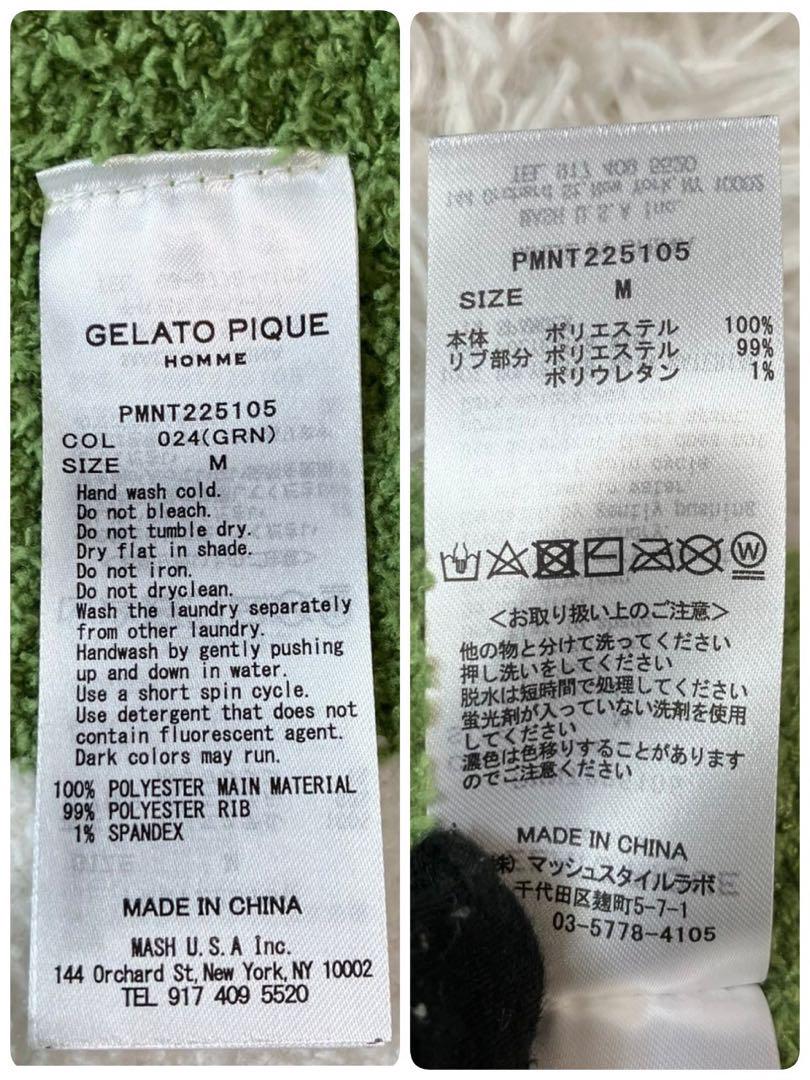 GELATO PIQUE
HOMME
PMNT225105
COL 024(GRN)
SIZE M
Hand wash cold.
Do not bleach.
Do not tumble dry.
Dry flat in shade.
Do not iron.
Do not dryclean.
Wash the laundry separately
from other laundry.
Handwash by gently pushing
up and down in water.
Use a short spin cycle.
Use detergent that does not
contain fluorescent agent.
Dark colors may run.
100% POLYESTER MAIN MATERIAL
99% POLYESTER RIB
1% SPANDEX
MADE IN CHINA
MASH U.S.A Inc.
144 Orchard St, New York, NY 10002
TEL 917 409 5520
PMNT225105
SIZE M
本体 ポリエステル 100%
リブ部分 ポリエステル 99%
ポリウレタン 1%
W
<お取り扱い上のご注意>
他の物と分けて洗ってください
押し洗いをしてください
脱水は短時間で処理してください
蛍光剤が入っていない洗剤を使用
してください
濃色は色移りすることがあります
のでご注意ください
MADE IN CHINA
(株) マッシュスタイルラボ
千代田区麹町5-7-1
03-5778-4105